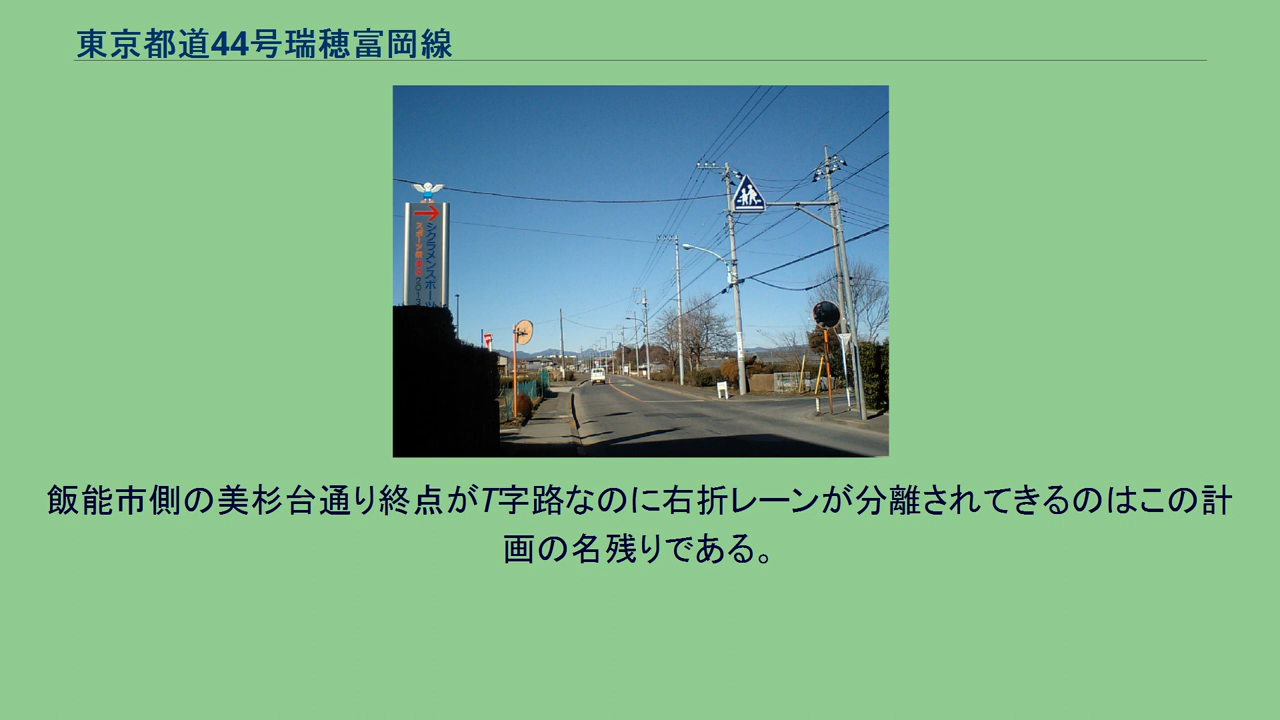 東京都道44号瑞穂富岡線
シクラメンスポーツ
2013
飯能市側の美杉台通り終点がT字路なのに右折レーンが分離されてきるのはこの計
画の名残りである。